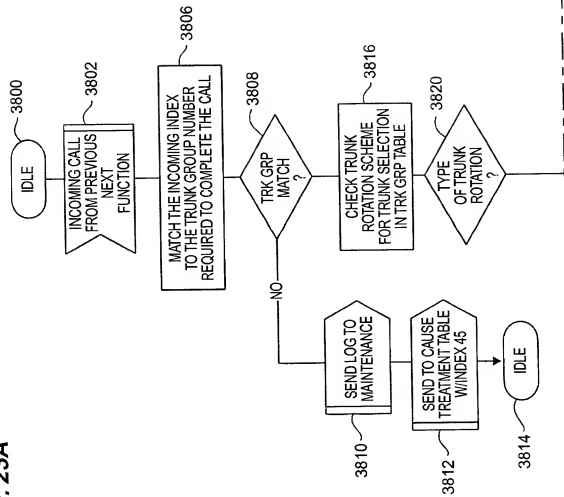 3800
IDLE
3802
INCOMING CALL
FROM PREVIOUS
NEXT
FUNCTION
3806
MATCH THE INCOMING INDEX
TO THE TRUNK GROUP NUMBER
REQUIRED TO COMPLETE THE CALL
3808
TRK GRP
MATCH
?
NO
3816
CHECK TRUNK
ROTATION SCHEME
FOR TRUNK SELECTION
IN TRK GRP TABLE
3820
TYPE
OF TRUNK
ROTATION
?
SEND LOG TO
MAINTENANCE
3810
SEND TO CAUSE
TREATMENT TABLE
W/INDEX 45
3812
IDLE
3814
23A